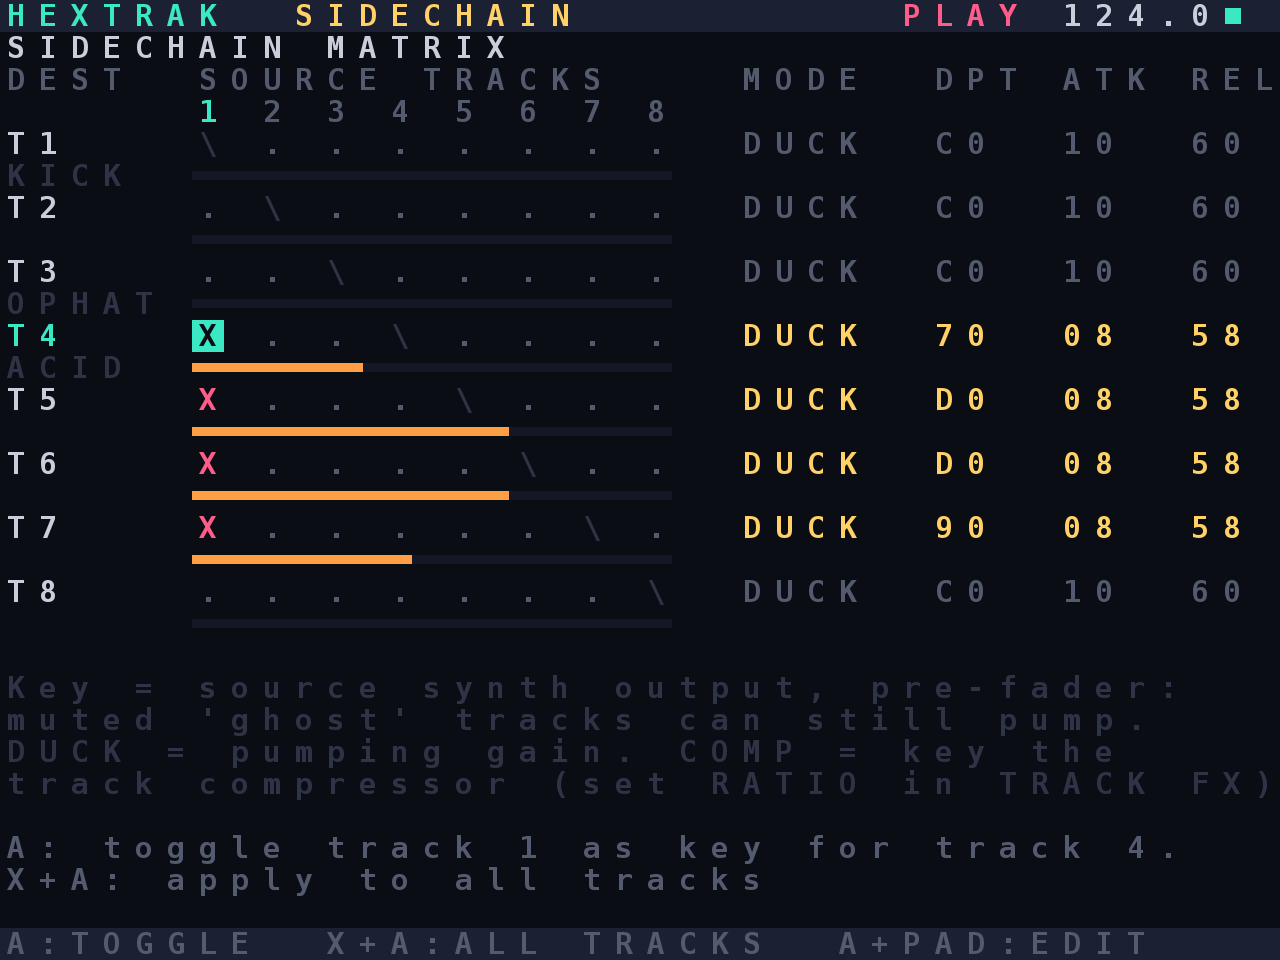 HEXTRAK SIDECHAIN PLAY 124.0
SIDECHAIN MATRIX
DEST SOURCE TRACKS MODE DPT ATK REL
1 2 3 4 5 6 7 8
T1 \ . . . . . . . DUCK C0 10 60
KICK
T2 . \ . . . . . . DUCK C0 10 60
T3 . . \ . . . . . DUCK C0 10 60
OPHAT
T4 X . . \ . . . . DUCK 70 08 58
ACID
T5 X . . . \ . . . DUCK D0 08 58
T6 X . . . . \ . . DUCK D0 08 58
T7 X . . . . . \ . DUCK 90 08 58
T8 . . . . . . . \ DUCK C0 10 60
Key = source synth output, pre-fader:
muted 'ghost' tracks can still pump.
DUCK = pumping gain. COMP = key the
track compressor (set RATIO in TRACK FX)
A: toggle track 1 as key for track 4.
X+A: apply to all tracks
A:TOGGLE X+A:ALL TRACKS A+PAD:EDIT